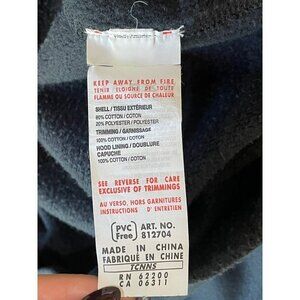 KEEP AWAY FROM FIRE
TENIR ELOIGNE DE TOUTE
FLAMME OU SOURCE DE CHALEUR
SHELL / TISSU EXTÉRIEUR
80% COTTON / COTON
20% POLYESTER / POLYESTER
TRIMMING / GARNISSAGE
100% COTTON / COTON
HOOD LINING / DOUBLURE
CAPUCHE
100% COTTON / COTON
SEE REVERSE FOR CARE
EXCLUSIVE OF TRIMMINGS
AU VERSO, HORS GARNITURES
INSTRUCTIONS D' ENTRETIEN
PVC Free
ART. NO.
812704
MADE IN CHINA
FABRIQUÉ EN CHINE
TCNNS
RN 62200
CA 06311